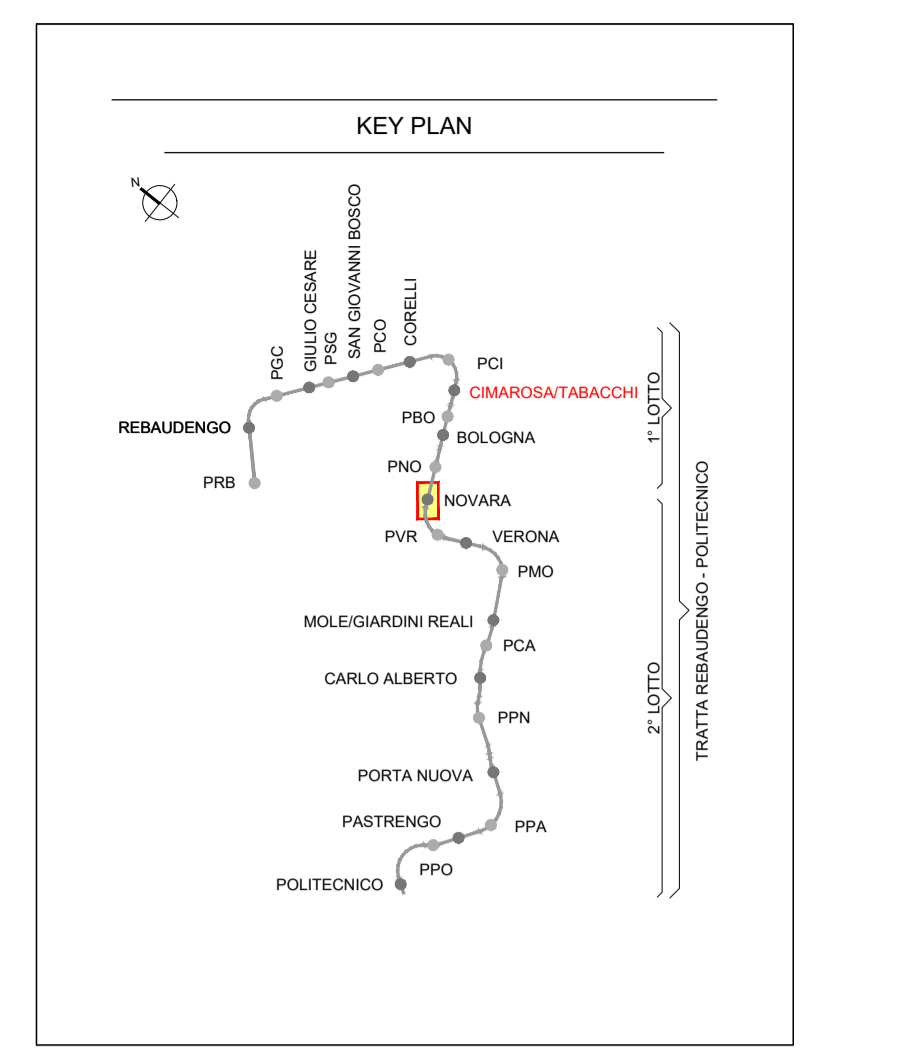 KEY PLAN
N
PGC
GIULIO CESARE
PSG
SAN GIOVANNI BOSCO
PCO
CORELLI
PCI
CIMAROSA/TABACCHI
PBO
REBAUDENGO
BOLOGNA
PNO
PRB
NOVARA
PVR
VERONA
PMO
MOLE/GIARDINI REALI
PCA
CARLO ALBERTO
PPN
PORTA NUOVA
PASTRENGO
PPA
PPO
POLITECNICO
1° LOTTO
2° LOTTO
TRATTA REBAUDENGO - POLITECNICO